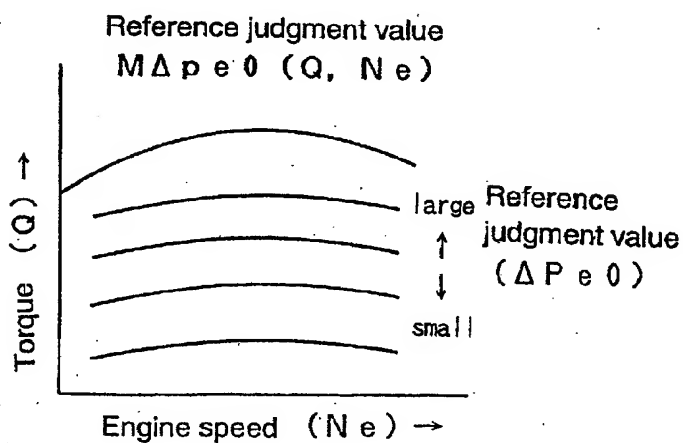 Reference judgment value
MΔpe0 (Q, Ne)
Torque (Q) →
large
↑
↓
small
Reference
judgment value
(ΔPe0)
Engine speed (Ne) →